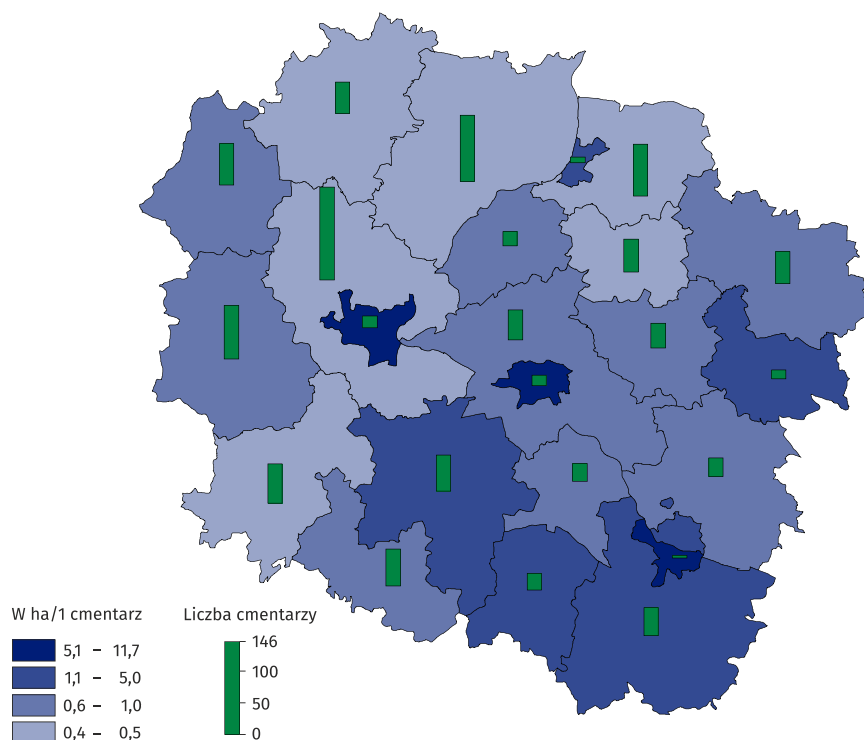 W ha/1 cmentarz
5,1 – 11,7
1,1 – 5,0
0,6 – 1,0
0,4 – 0,5
Liczba cmentarzy
146
100
50
0